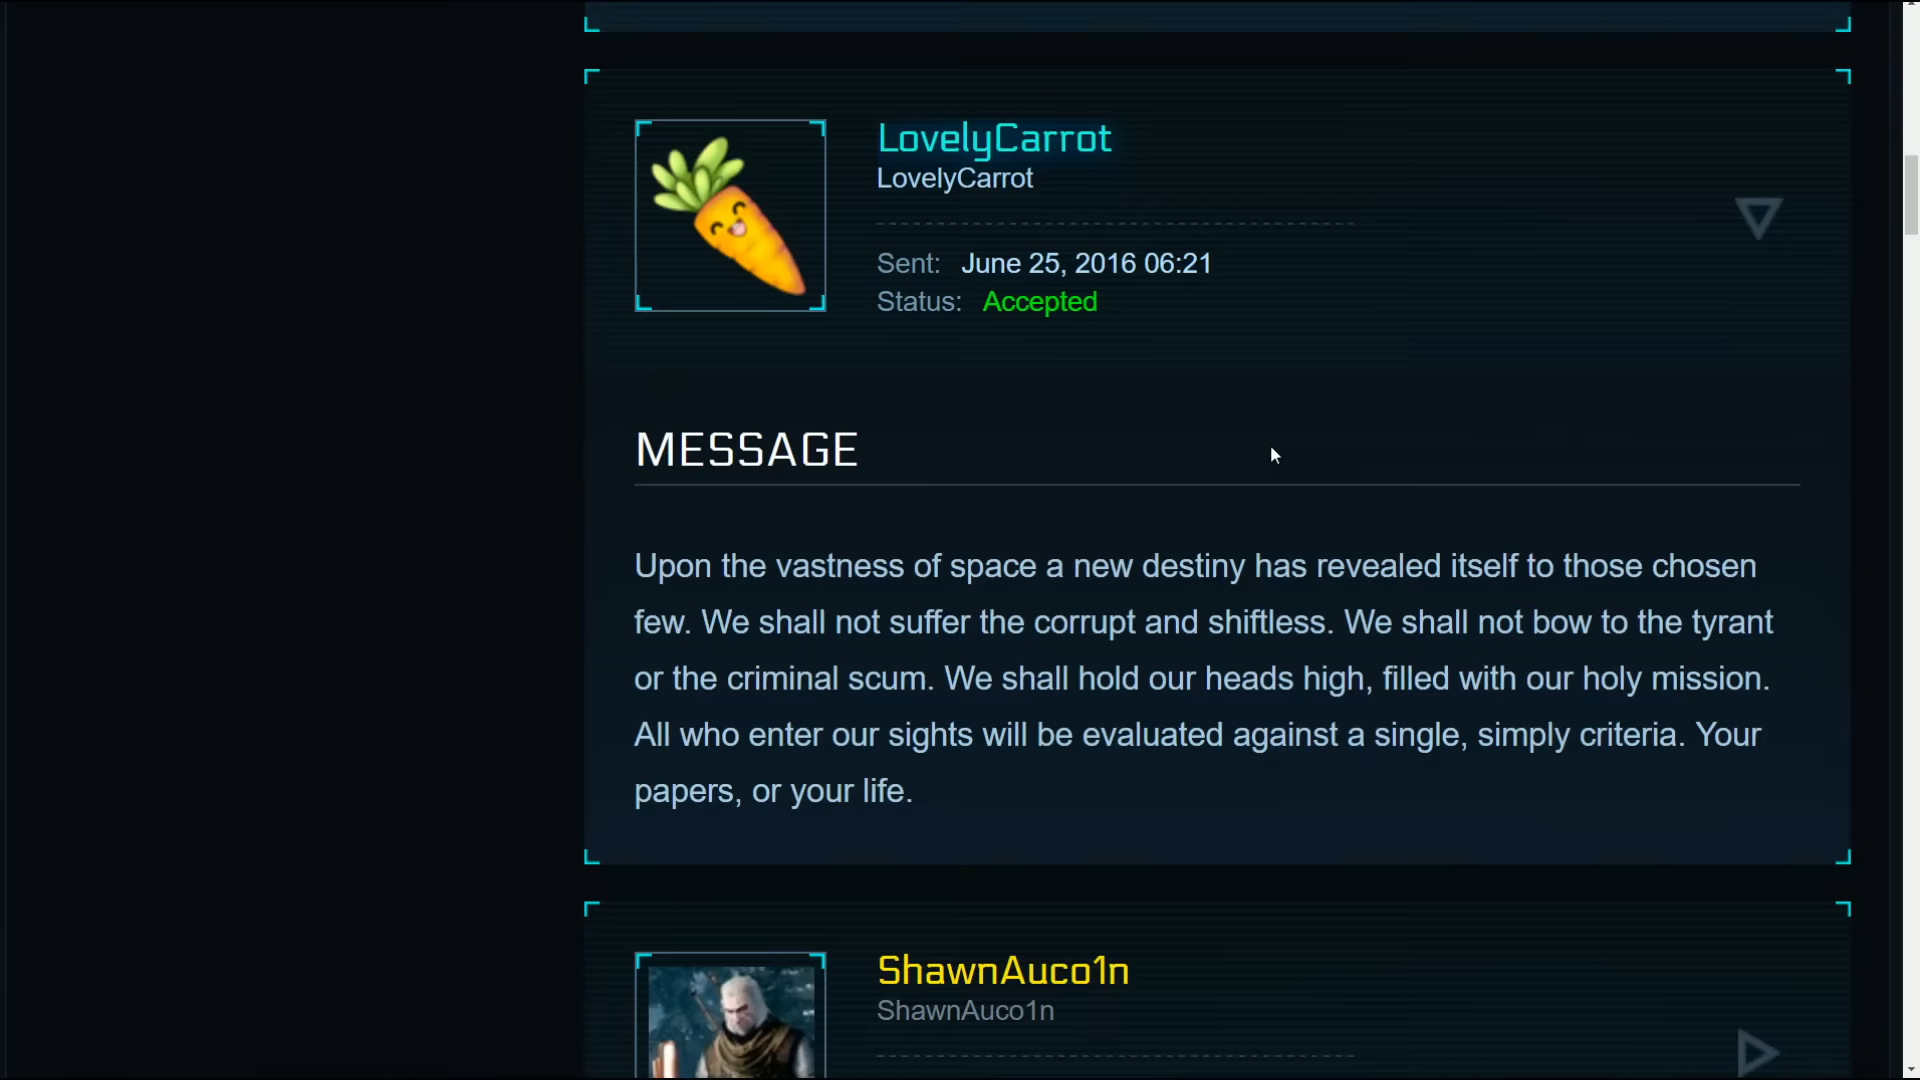 LovelyCarrot
LovelyCarrot
Sent: June 25, 2016 06:21
Status: Accepted
MESSAGE
Upon the vastness of space a new destiny has revealed itself to those chosen
few. We shall not suffer the corrupt and shiftless. We shall not bow to the tyrant
or the criminal scum. We shall hold our heads high, filled with our holy mission.
All who enter our sights will be evaluated against a single, simply criteria. Your
papers, or your life.
ShawnAuco1n
ShawnAuco1n